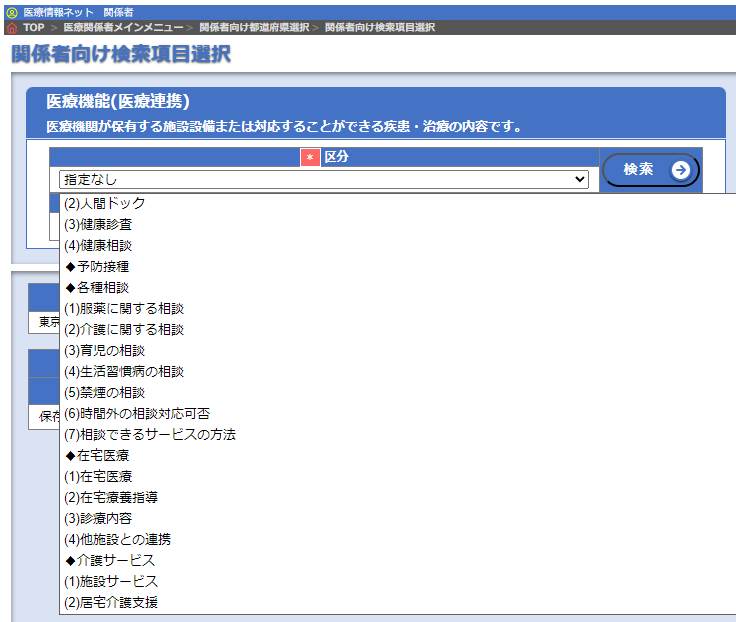 医療情報ネット 関係者
TOP > 医療関係者メインメニュー > 関係者向け都道府県選択 > 関係者向け検索項目選択
関係者向け検索項目選択
医療機能(医療連携)
医療機関が保有する施設設備または対応することができる疾患・治療の内容です。
* 区分
検索
指定なし
(2)人間ドック
(3)健康診査
(4)健康相談
◆予防接種
◆各種相談
(1)服薬に関する相談
(2)介護に関する相談
東京
(3)育児の相談
(4)生活習慣病の相談
(5)禁煙の相談
保存
(6)時間外の相談対応可否
(7)相談できるサービスの方法
◆在宅医療
(1)在宅医療
(2)在宅療養指導
(3)診療内容
(4)他施設との連携
◆介護サービス
(1)施設サービス
(2)居宅介護支援